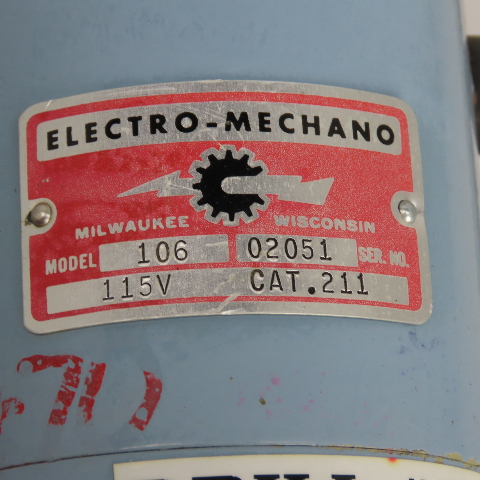 ELECTRO-MECHANO
MILWAUKEE WISCONSIN
MODEL 106 02051 SER. NO.
115V CAT.211